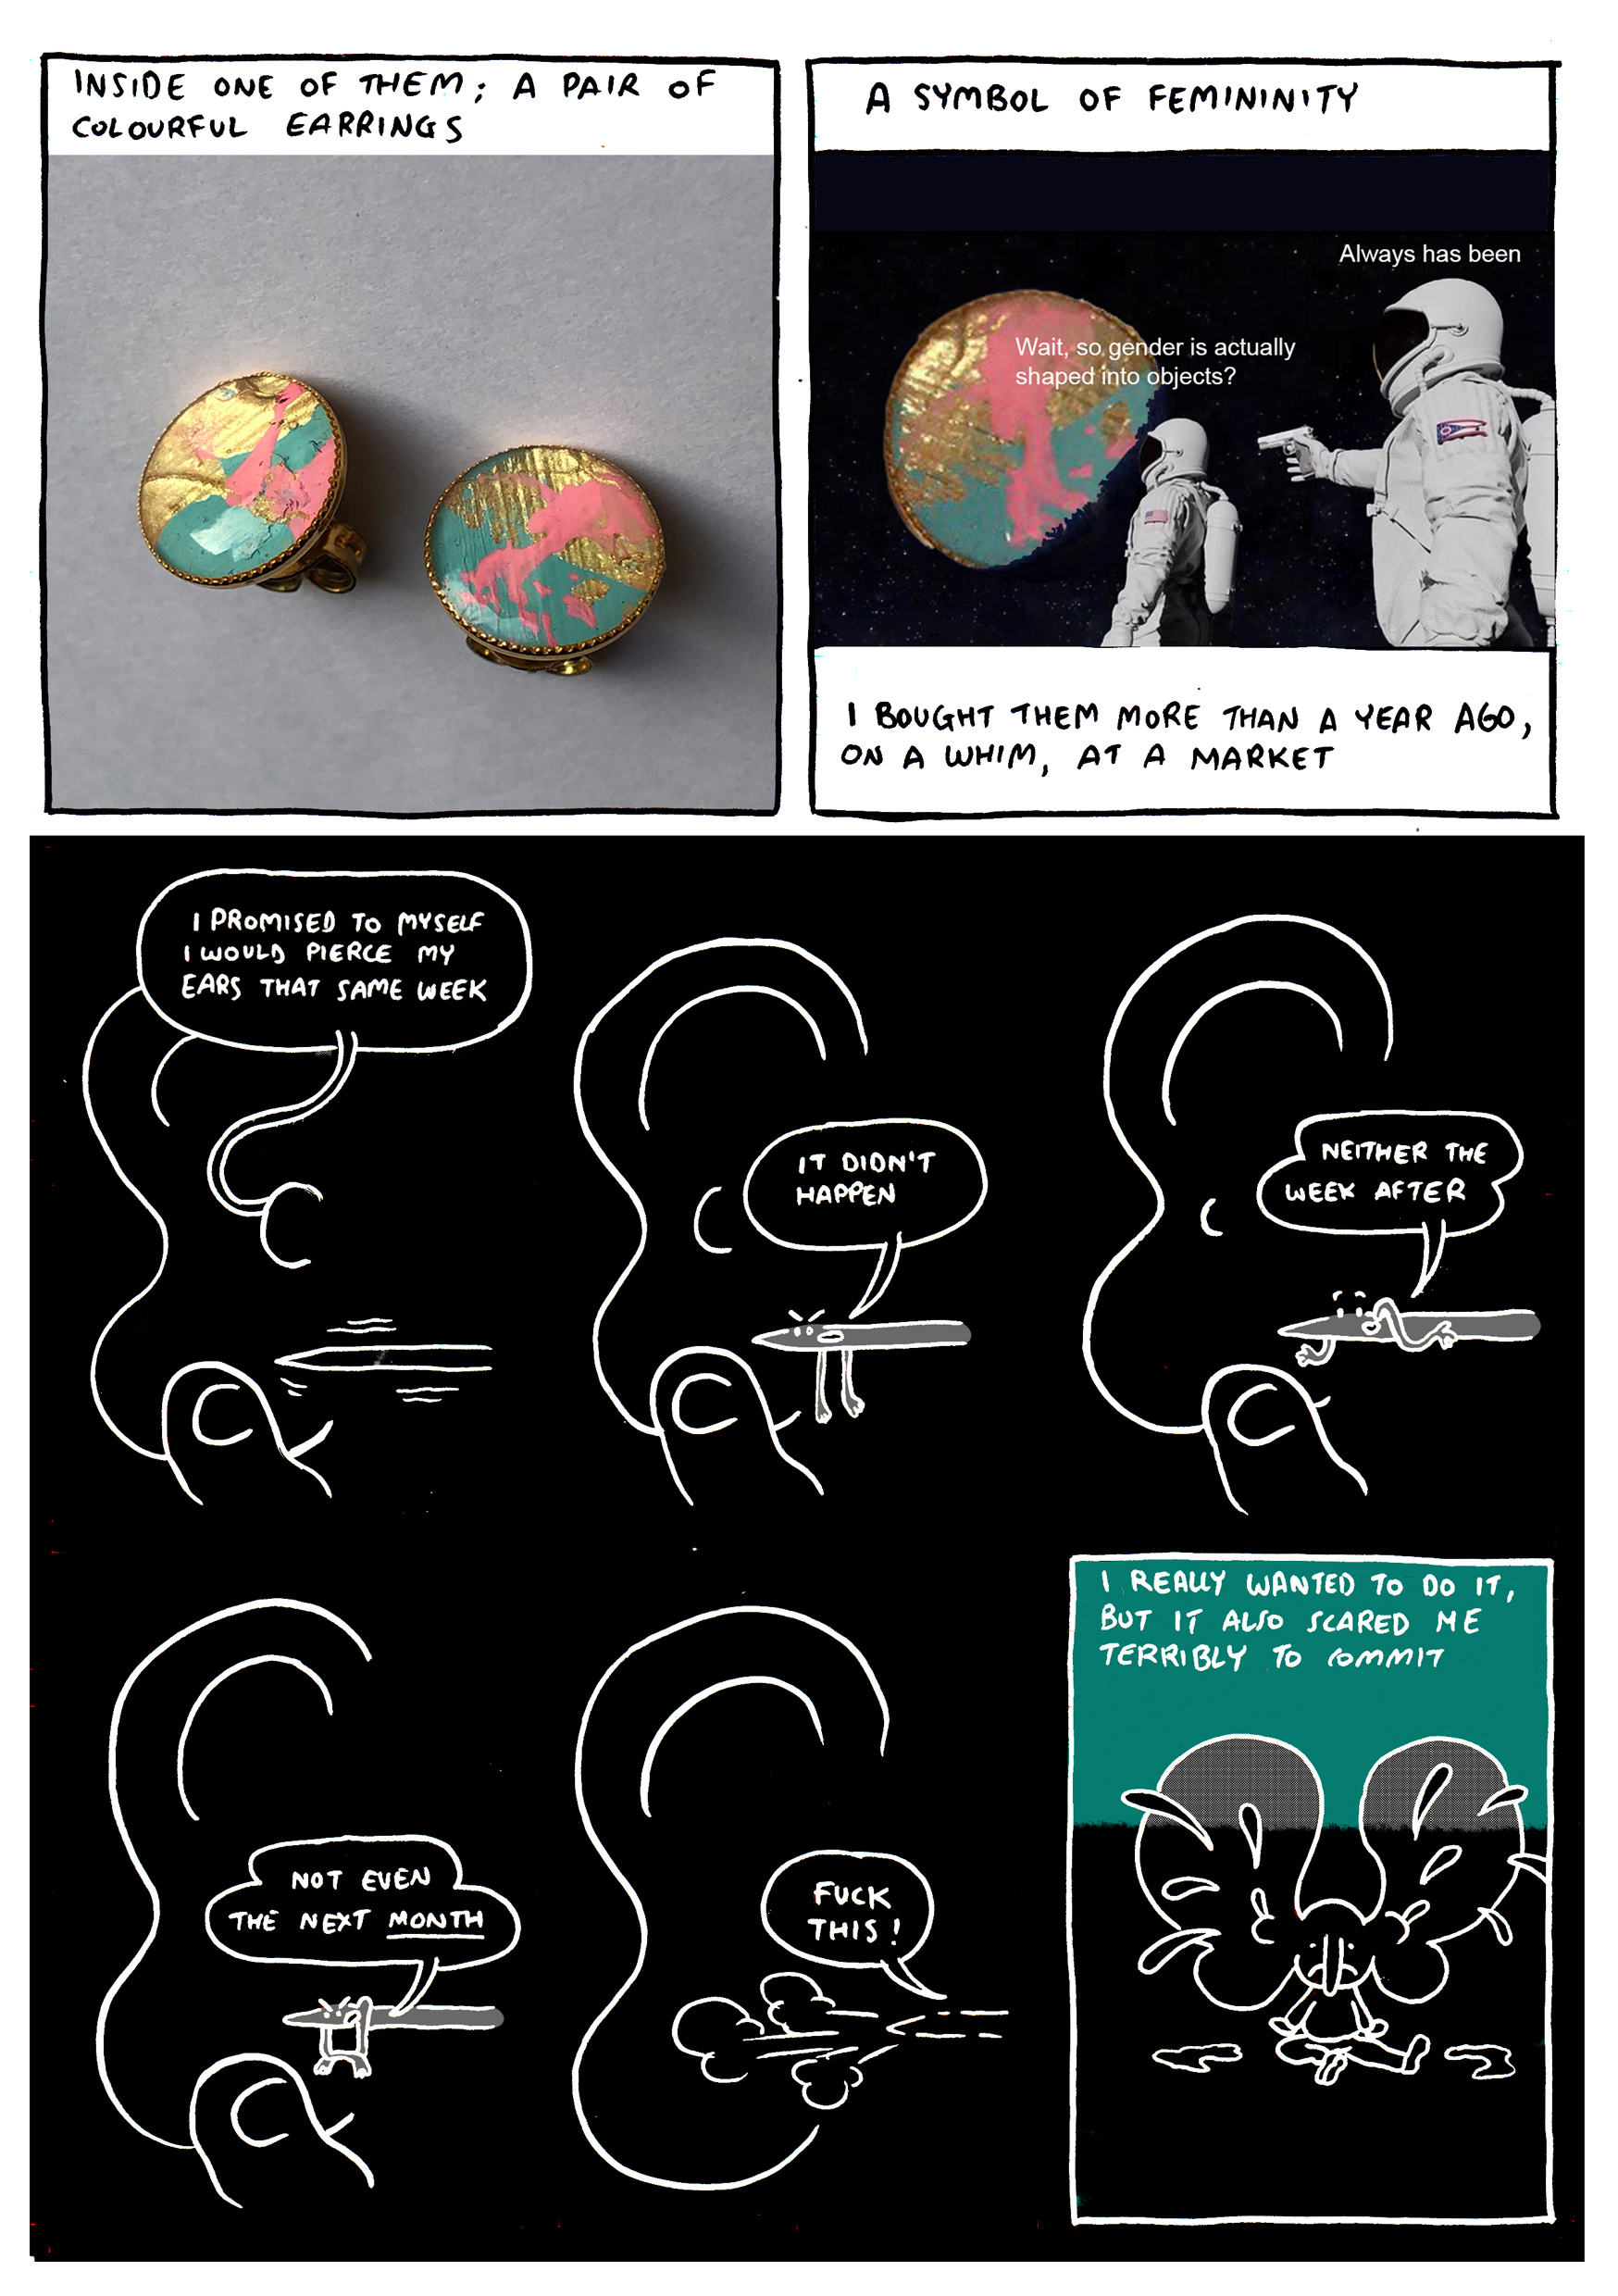 INSIDE ONE OF THEM; A PAIR OF
COLOURFUL EARRINGS
A SYMBOL OF FEMININITY
Always has been
Wait, so gender is actually
shaped into objects?
I BOUGHT THEM MORE THAN A YEAR AGO,
ON A WHIM, AT A MARKET
I PROMISED TO MYSELF
I WOULD PIERCE MY
EARS THAT SAME WEEK
IT DIDN'T
HAPPEN
NEITHER THE
WEEK AFTER
NOT EVEN
THE NEXT MONTH
FUCK
THIS!
I REALLY WANTED TO DO IT,
BUT IT ALSO SCARED ME
TERRIBLY TO COMMIT